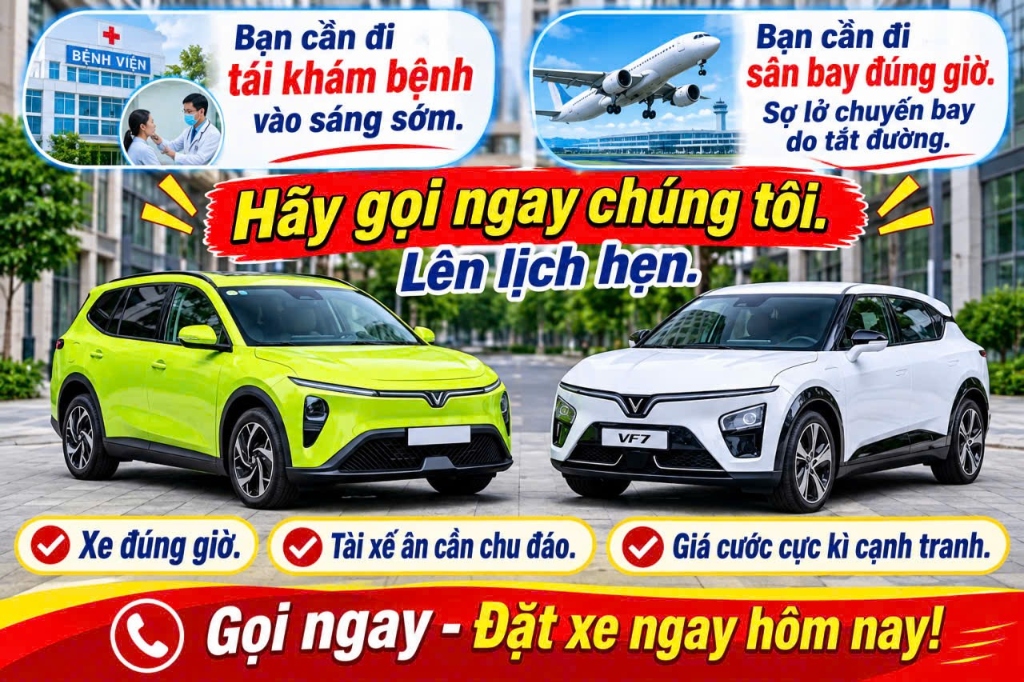 BỆNH VIỆN
Bạn cần đi
tái khám bệnh
vào sáng sớm.
Bạn cần đi
sân bay đúng giờ.
Sợ lở chuyến bay
do tắt đường.
Hãy gọi ngay chúng tôi.
Lên lịch hẹn.
VF7
Xe đúng giờ.
Tài xế ân cần chu đáo.
Giá cước cực kì cạnh tranh.
Gọi ngay - Đặt xe ngay hôm nay!